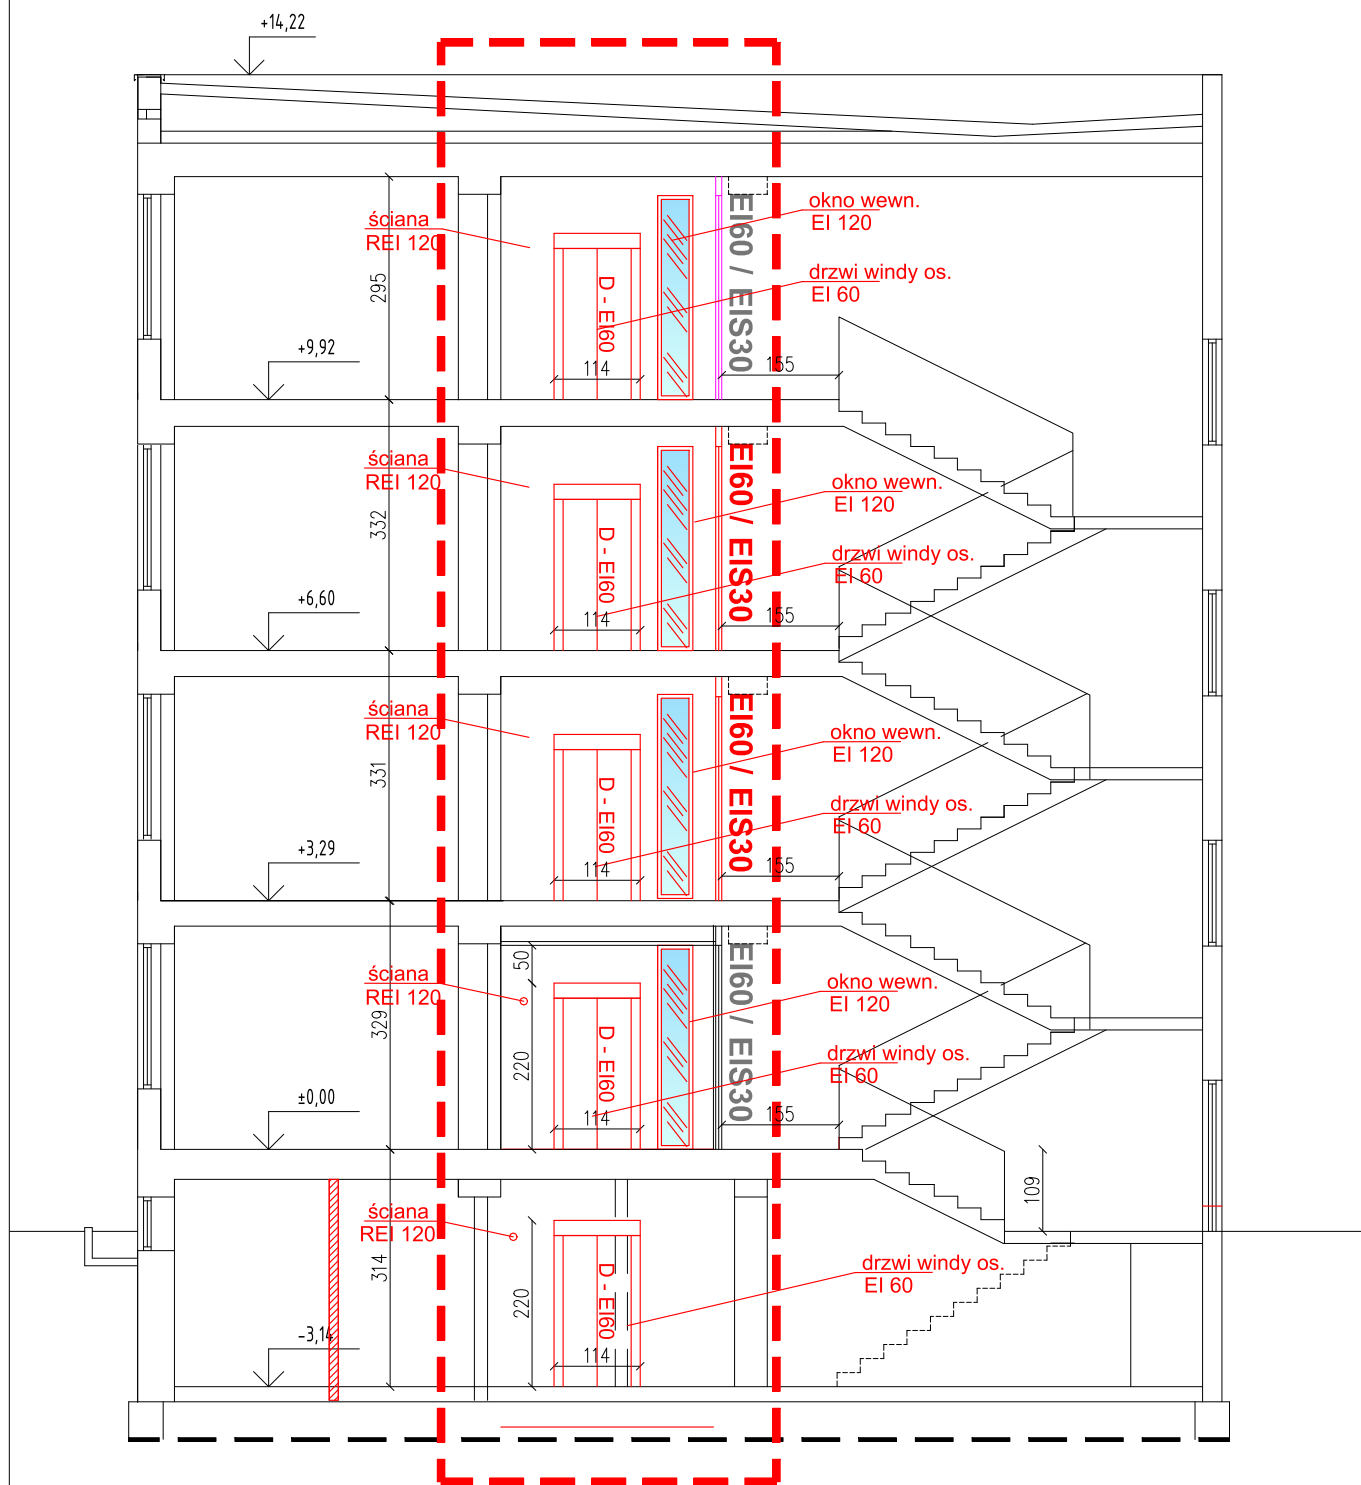 +14,22
ściana
REI 120
okno wewn.
EI 120
drzwi windy os.
EI 60
D - EI60
EI60 / EIS30
295
+9,92
114
155
ściana
REI 120
okno wewn.
EI 120
drzwi windy os.
EI 60
D - EI60
EI60 / EIS30
332
+6,60
114
155
ściana
REI 120
okno wewn.
EI 120
drzwi windy os.
EI 60
D - EI60
EI60 / EIS30
331
+3,29
114
155
50
ściana
REI 120
okno wewn.
EI 120
drzwi windy os.
EI 60
D - EI60
EI60 / EIS30
329
220
±0,00
114
155
109
ściana
REI 120
drzwi windy os.
EI 60
D - EI60
314
220
-3,14
114